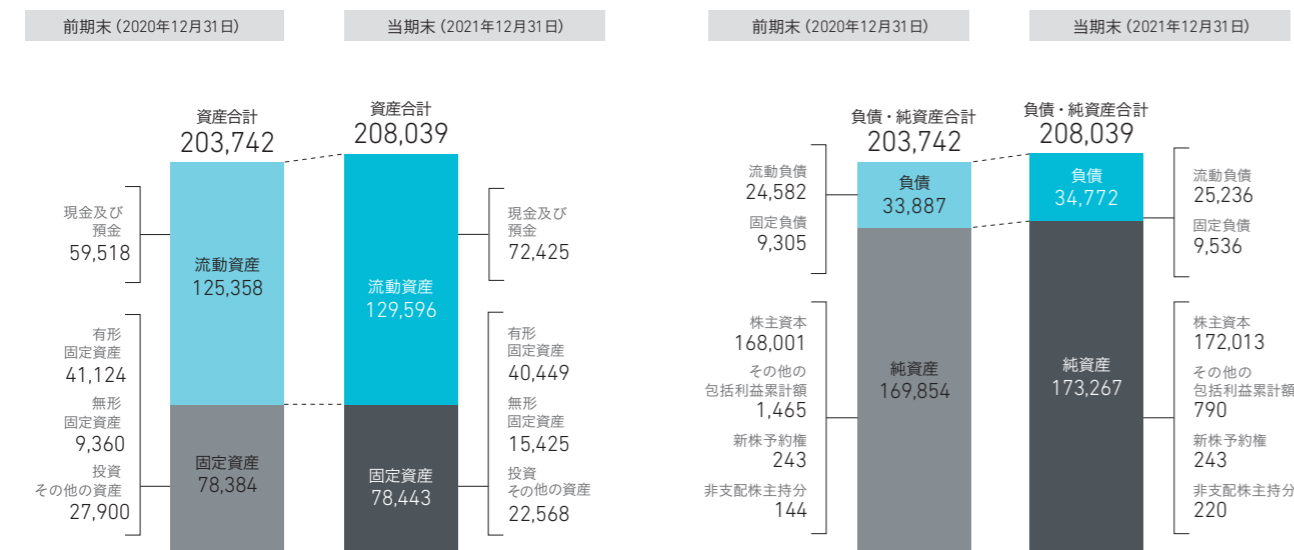 前期末（2020年12月31日）
当期末（2021年12月31日）
資産合計
203,742
資産合計
208,039
現金及び
預金
59,518
流動資産
125,358
有形
固定資産
41,124
無形
固定資産
9,360
投資
その他の資産
27,900
固定資産
78,384
流動資産
129,596
固定資産
78,443
現金及び
預金
72,425
有形
固定資産
40,449
無形
固定資産
15,425
投資
その他の資産
22,568
前期末（2020年12月31日）
当期末（2021年12月31日）
負債・純資産合計
203,742
負債・純資産合計
208,039
流動負債
24,582
固定負債
9,305
負債
33,887
株主資本
168,001
その他の
包括利益累計額
1,465
新株予約権
243
非支配株主持分
144
純資産
169,854
負債
34,772
純資産
173,267
流動負債
25,236
固定負債
9,536
株主資本
172,013
その他の
包括利益累計額
790
新株予約権
243
非支配株主持分
220